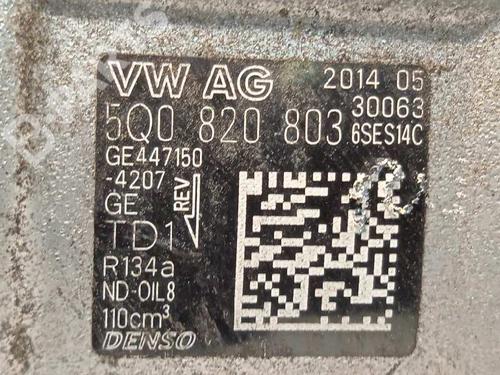 VW AG 2014 05
30063
5Q0 820 803 6SES14C
GE447150
-4207
REV
GE
TD1
R134a
ND-OIL8
110cm³
DENSO